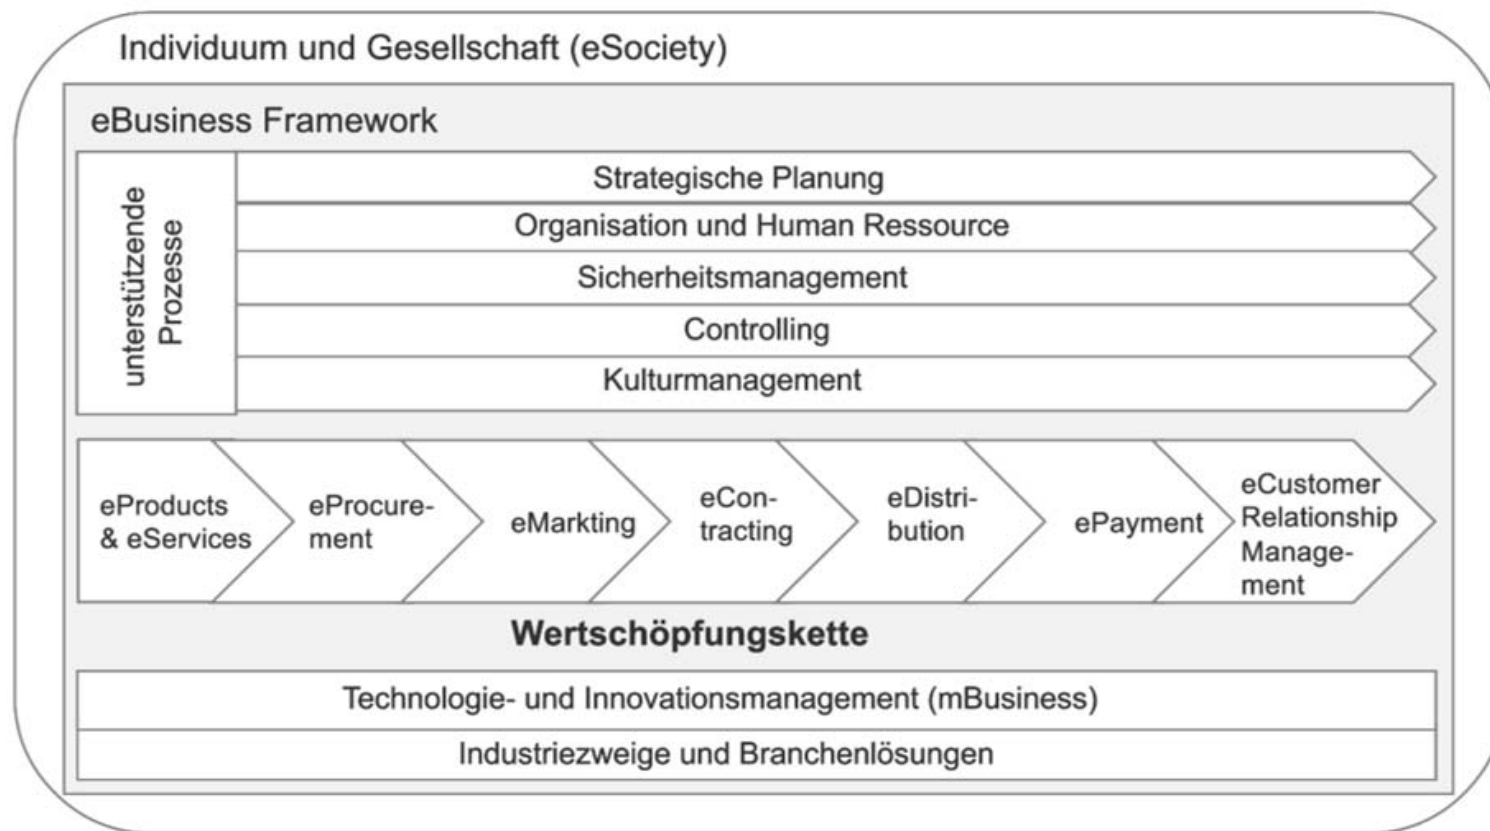 Individuum und Gesellschaft (eSociety)
eBusiness Framework
unterstützende
Prozesse
Strategische Planung
Organisation und Human Ressource
Sicherheitsmanagement
Controlling
Kulturmanagement
eProducts
& eServices
eProcure-
ment
eMarkting
eCon-
tracting
eDistri-
bution
ePayment
eCustomer
Relationship
Manage-
ment
Wertschöpfungskette
Technologie- und Innovationsmanagement (mBusiness)
Industriezweige und Branchenlösungen